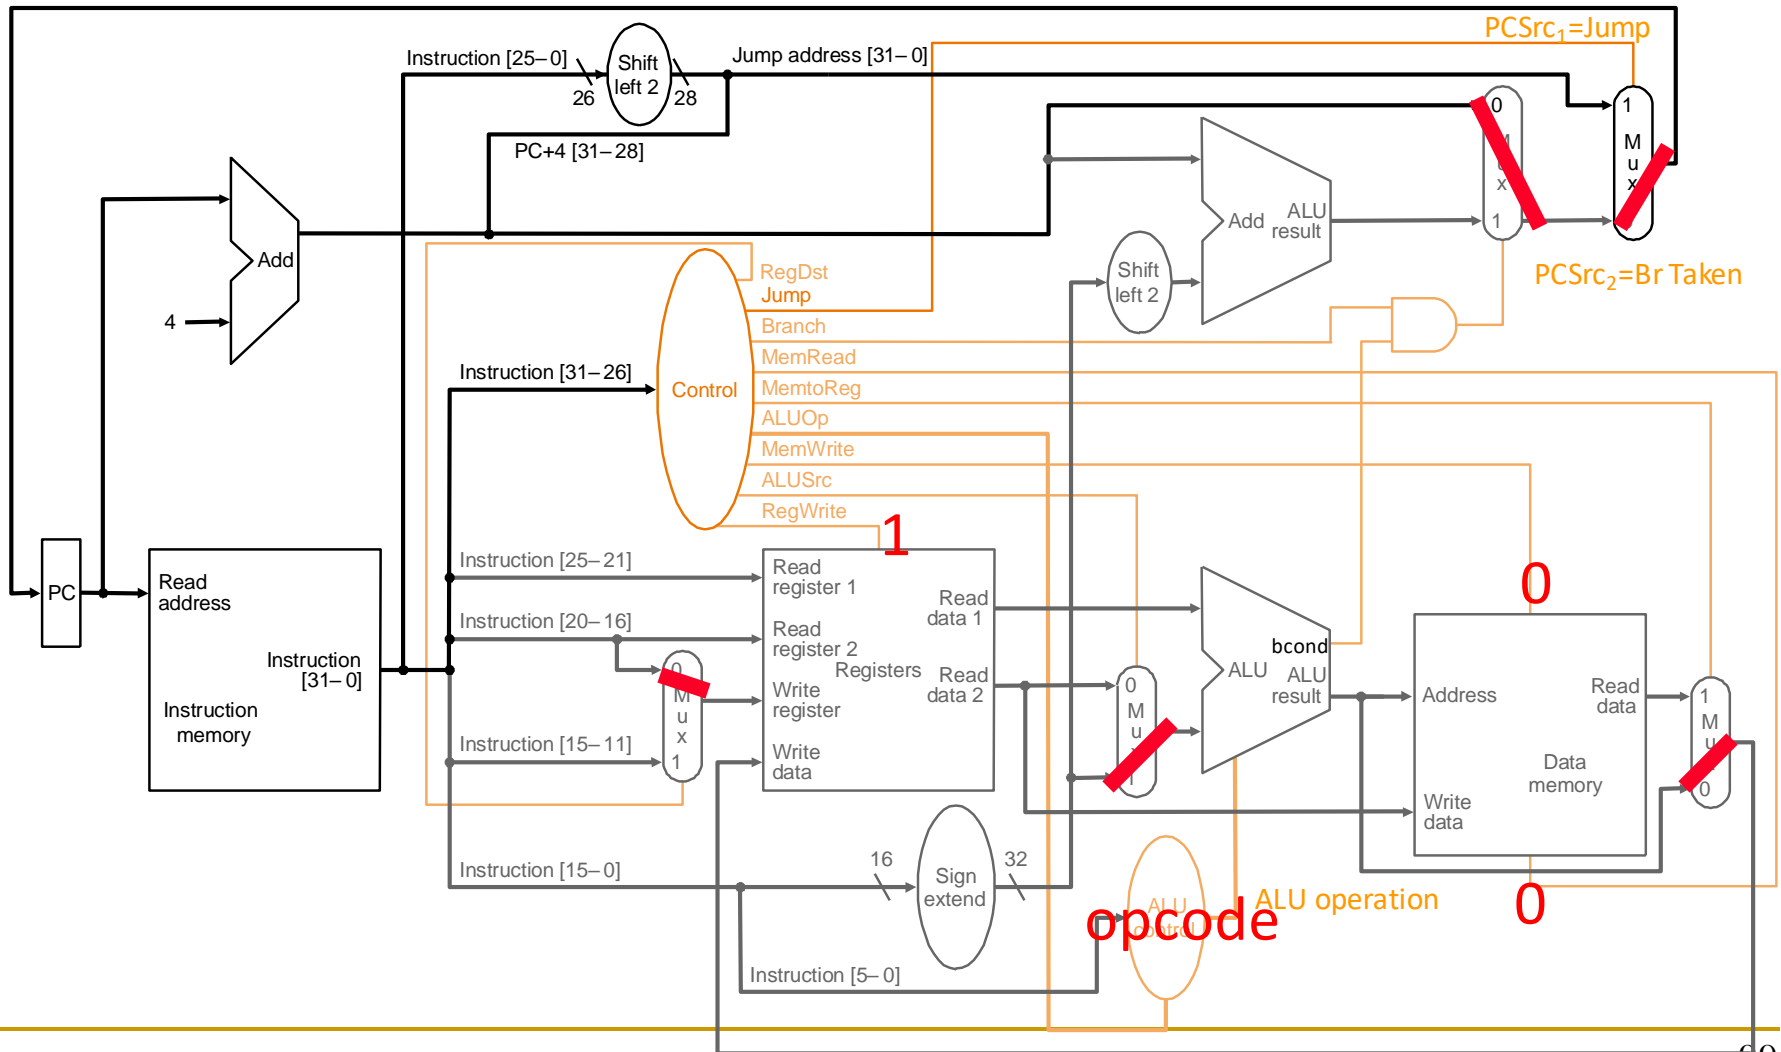 PCSrc₁=Jump
Instruction [25–0]
26
Shift
left 2
28
Jump address [31–0]
PC+4 [31–28]
0
M
u
x
1
1
M
u
x
Add
4
Add
ALU
result
Shift
left 2
PCSrc₂=Br Taken
Control
RegDst
Jump
Branch
MemRead
MemtoReg
ALUOp
MemWrite
ALUSrc
RegWrite
1
Instruction [31–26]
PC
Read
address
Instruction
[31–0]
Instruction
memory
Instruction [25–21]
Instruction [20–16]
Instruction [15–11]
Instruction [15–0]
Instruction [5–0]
0
M
u
x
1
Read
register 1
Read
register 2
Registers
Write
register
Write
data
Read
data 1
Read
data 2
0
M
u
ALU
bcond
ALU
result
0
Address
Read
data
Data
memory
Write
data
0
1
M
u
0
16
Sign
extend
32
ALU
control
opcode
ALU operation